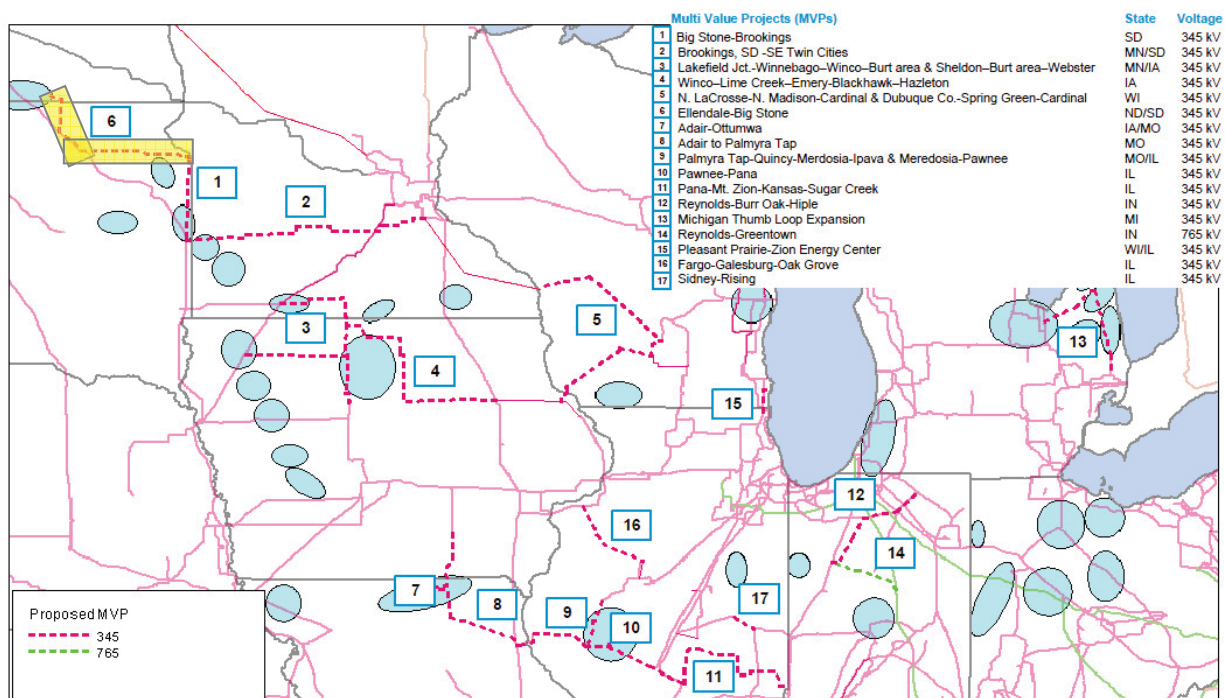 Multi Value Projects (MVPs) State Voltage
1 Big Stone-Brookings SD 345 kV
2 Brookings, SD -SE Twin Cities MN/SD 345 kV
3 Lakefield Jct.-Winnebago–Winco–Burt area & Sheldon–Burt area–Webster MN/IA 345 kV
4 Winco–Lime Creek–Emery-Blackhawk–Hazleton IA 345 kV
5 N. LaCrosse-N. Madison-Cardinal & Dubuque Co.-Spring Green-Cardinal WI 345 kV
6 Ellendale-Big Stone ND/SD 345 kV
7 Adair-Ottumwa IA/MO 345 kV
8 Adair to Palmyra Tap MO 345 kV
9 Palmyra Tap-Quincy-Merdosia-Ipava & Meredosia-Pawnee MO/IL 345 kV
10 Pawnee-Pana IL 345 kV
11 Pana-Mt. Zion-Kansas-Sugar Creek IL 345 kV
12 Reynolds-Burr Oak-Hiple IN 345 kV
13 Michigan Thumb Loop Expansion MI 345 kV
14 Reynolds-Greentown IN 765 kV
15 Pleasant Prairie-Zion Energy Center WI/IL 345 kV
16 Fargo-Galesburg-Oak Grove IL 345 kV
17 Sidney-Rising IL 345 kV
6
1
2
3
5
13
4
15
12
16
14
7
8
9
10
17
11
Proposed MVP
345
765